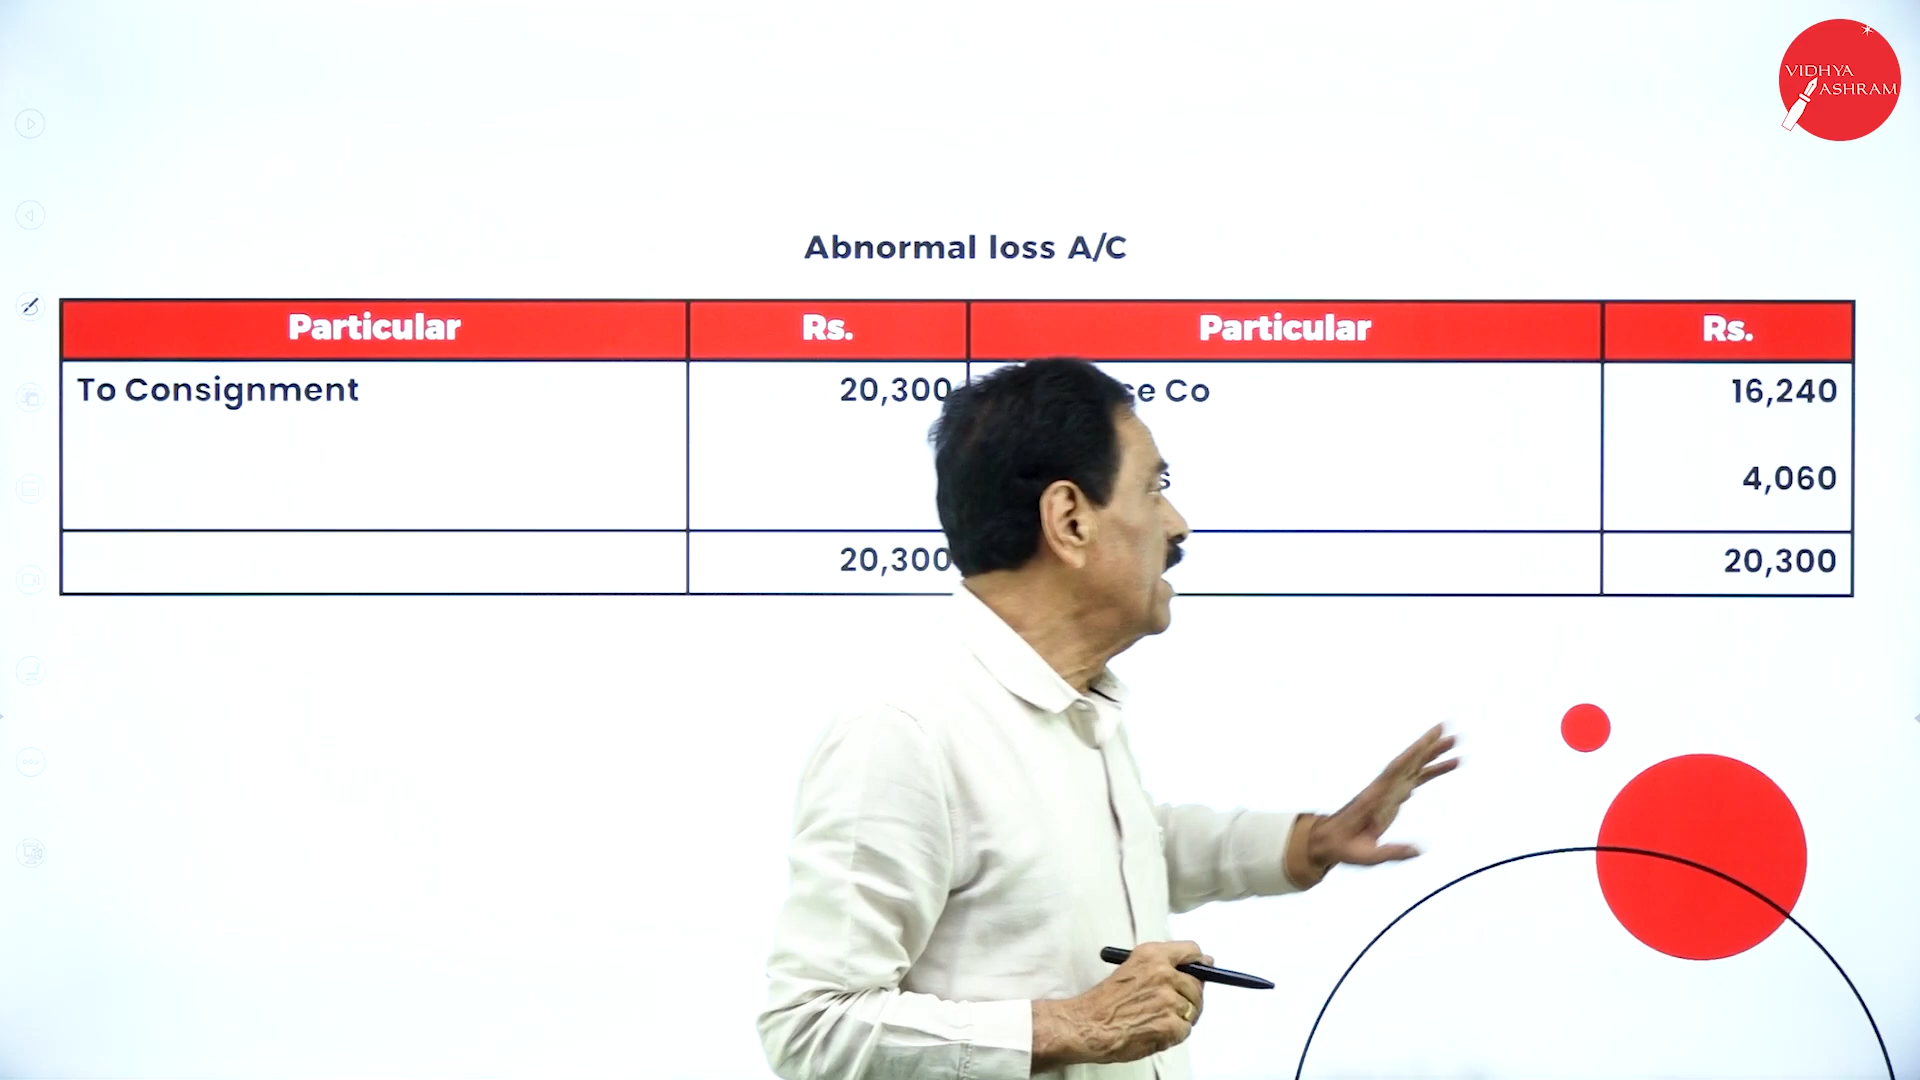 VIDHYA
ASHRAM
Abnormal loss A/C
Particular Rs. Particular Rs.
To Consignment 20,300 Co 16,240
4,060
20,300 20,300